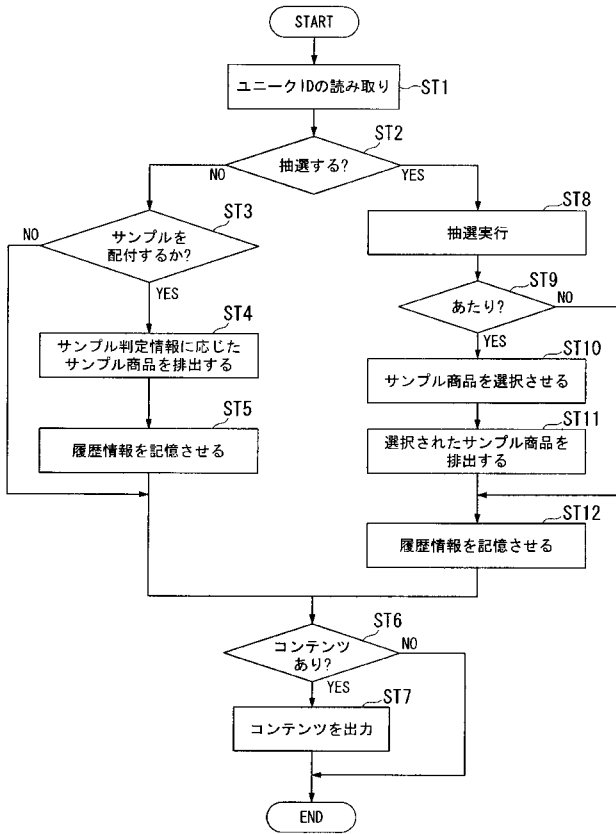 START
ユニークIDの読み取り
ST1
抽選する?
ST2
NO
YES
サンプルを
配付するか?
ST3
NO
YES
サンプル判定情報に応じた
サンプル商品を排出する
ST4
履歴情報を記憶させる
ST5
抽選実行
ST8
あたり?
ST9
NO
YES
サンプル商品を選択させる
ST10
選択されたサンプル商品を
排出する
ST11
履歴情報を記憶させる
ST12
コンテンツ
あり?
ST6
NO
YES
コンテンツを出力
ST7
END